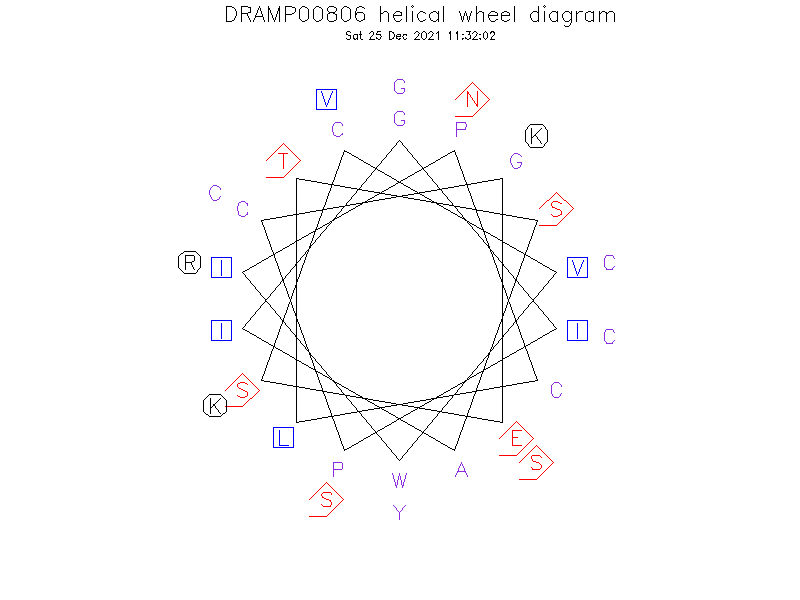 DRAMP00806 helical wheel diagram
Sat 25 Dec 2021 11:32:02
G
V N
G
C P K
T G
C S
C
R I V C
I I C
S C
K
L E
P W A S
S
Y